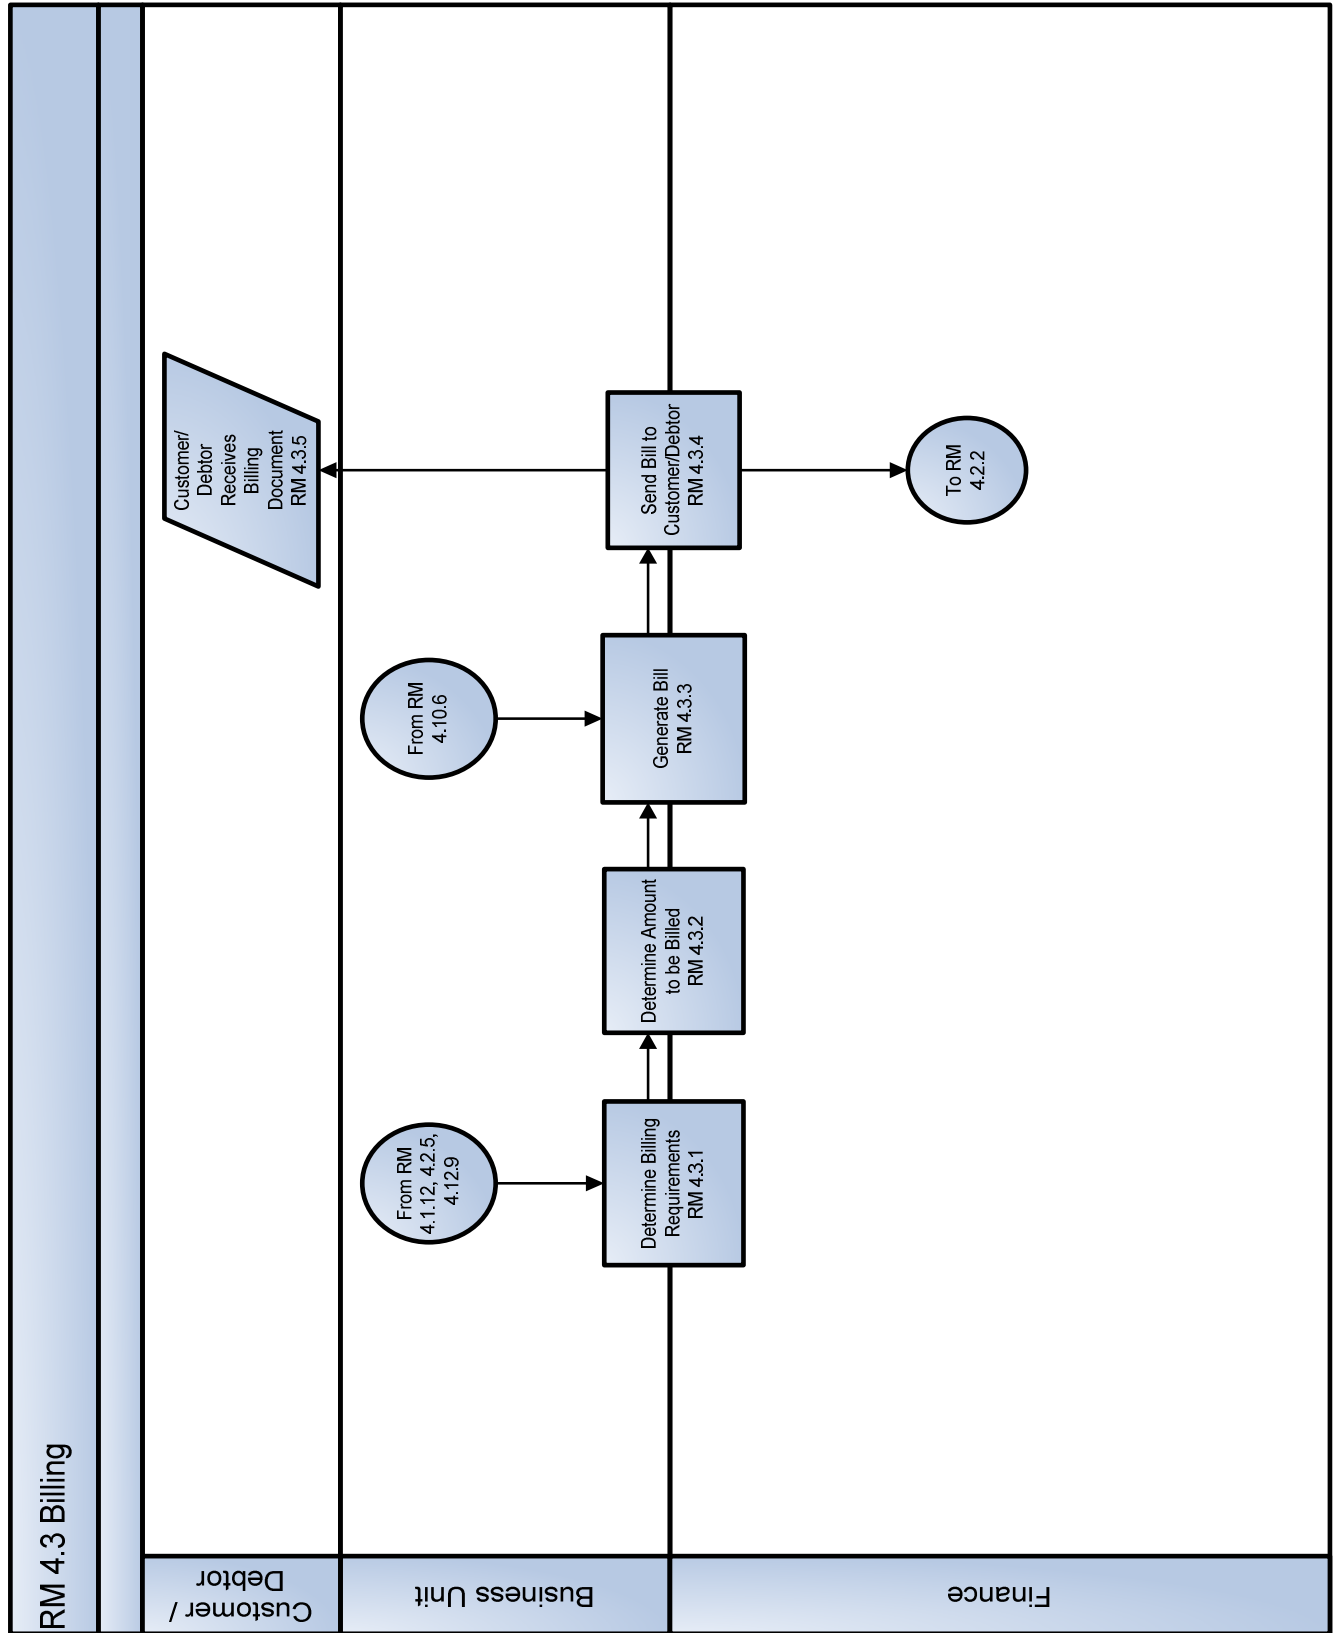 RM 4.3 Billing
Customer /
Debtor
Business Unit
Finance
From RM
4.1.12, 4.2.5,
4.12.9
Determine Billing
Requirements
RM 4.3.1
Determine Amount
to be Billed
RM 4.3.2
From RM
4.10.6
Generate Bill
RM 4.3.3
Send Bill to
Customer/Debtor
RM 4.3.4
Customer/
Debtor
Receives
Billing
Document
RM 4.3.5
To RM
4.2.2